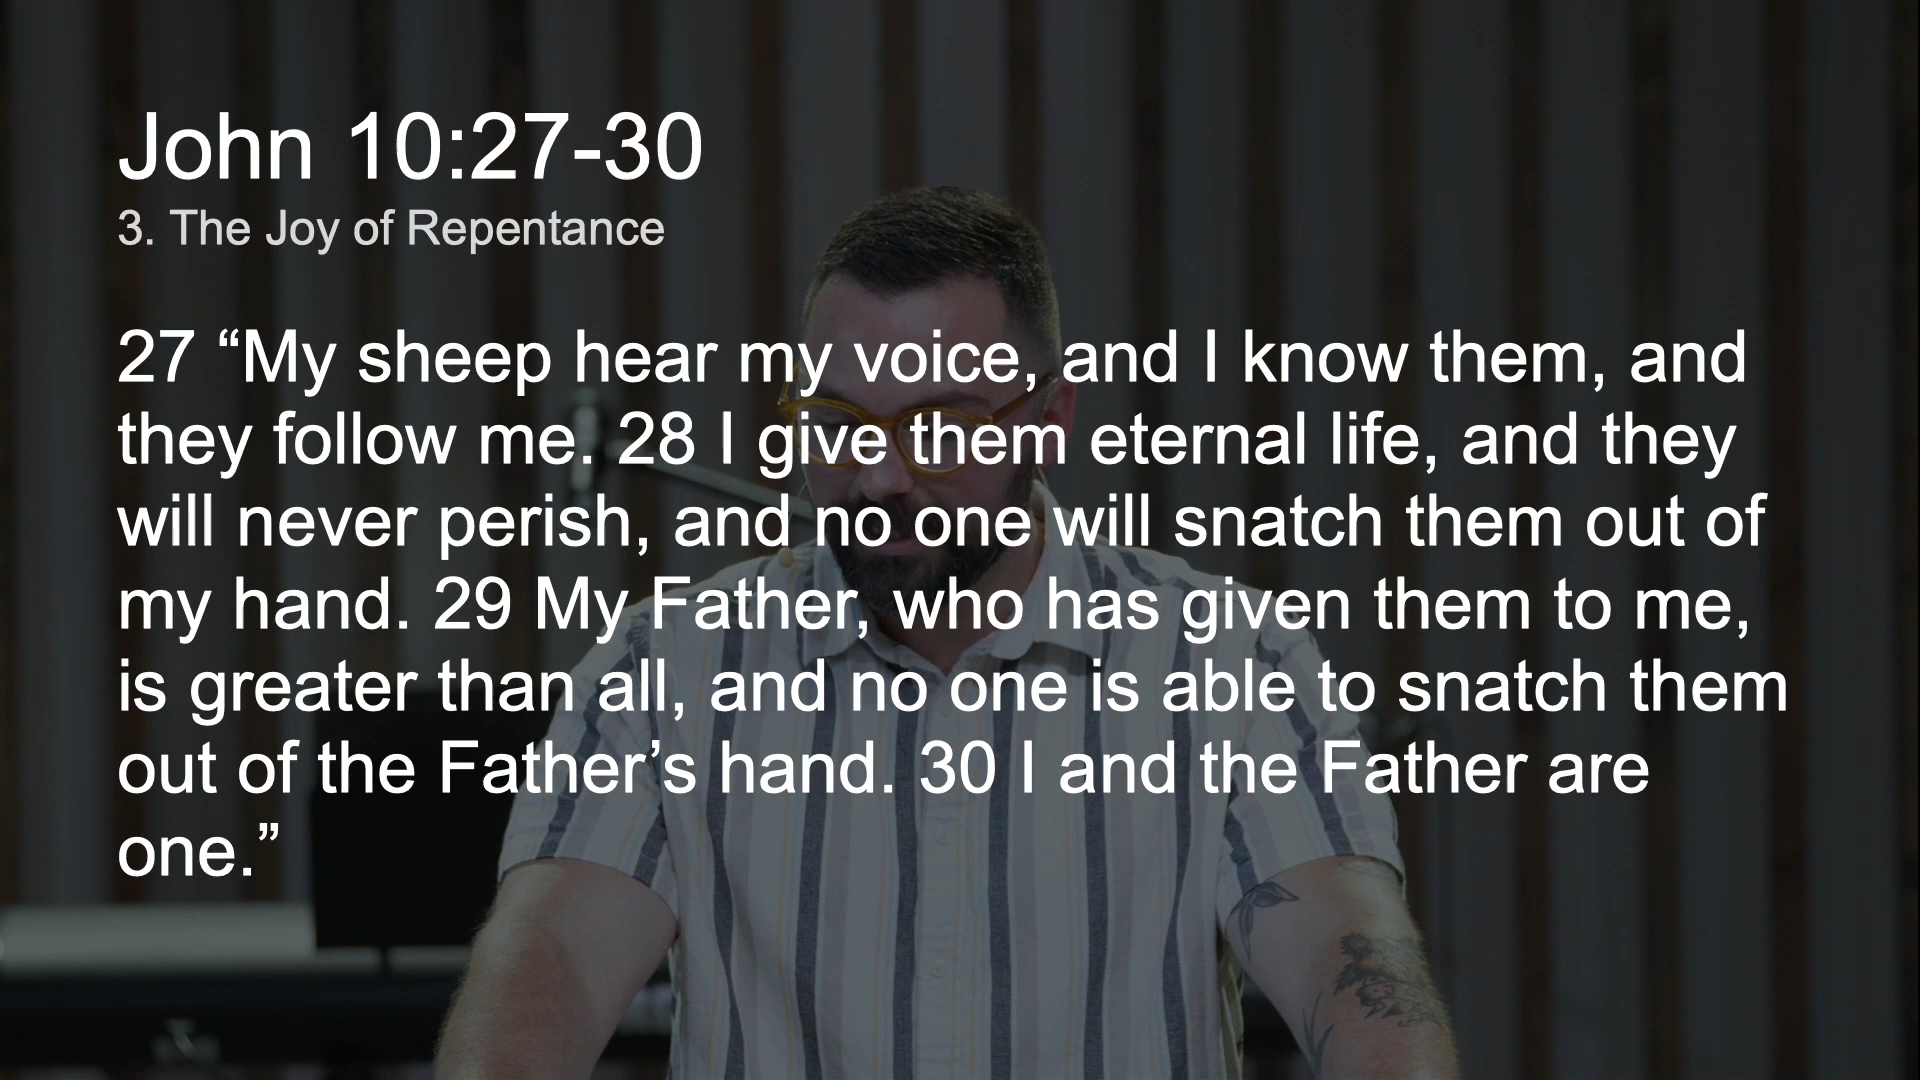 John 10:27-30
3. The Joy of Repentance
27 “My sheep hear my voice, and I know them, and
they follow me. 28 I give them eternal life, and they
will never perish, and no one will snatch them out of
my hand. 29 My Father, who has given them to me,
is greater than all, and no one is able to snatch them
out of the Father’s hand. 30 I and the Father are
one.”